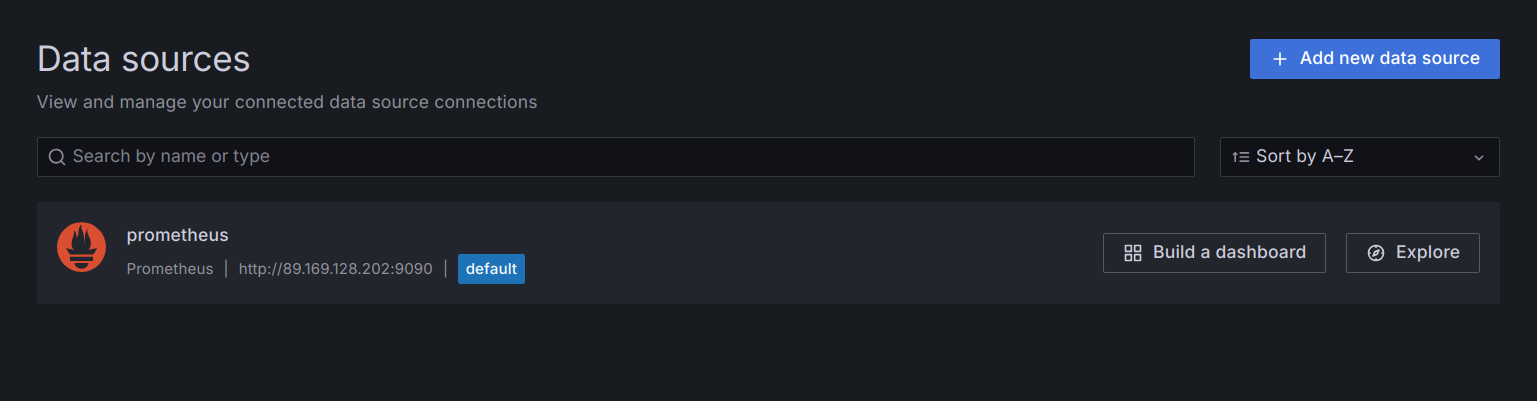 Data sources
Add new data source
View and manage your connected data source connections
Search by name or type
Sort by A–Z
prometheus
Prometheus | http://89.169.128.202:9090 | default
Build a dashboard
Explore